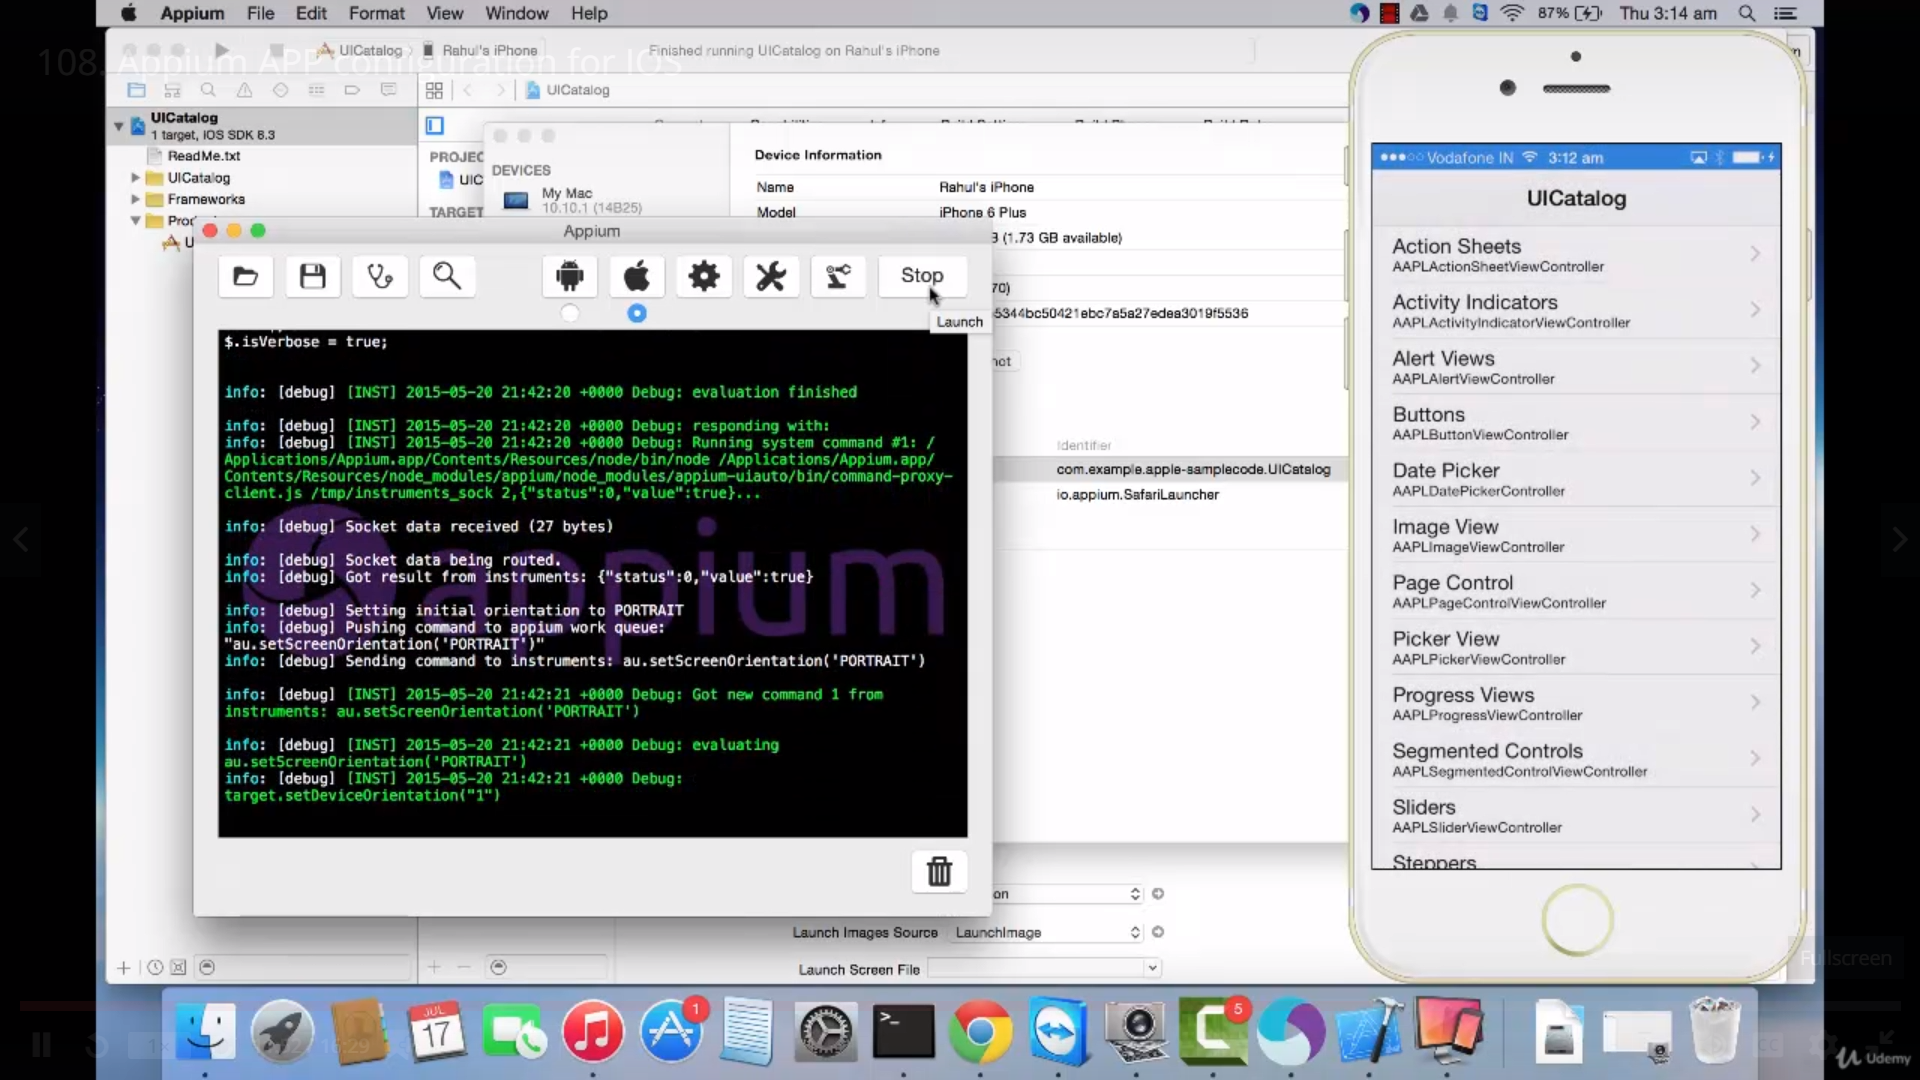 Appium File Edit Format View Window Help 87% Thu 3:14 am
108. Appium APP configuration for IOS
UICatalog Rahul's iPhone Finished running UICatalog on Rahul's iPhone
UICatalog
UICatalog
1 target, iOS SDK 8.3
ReadMe.txt
UICatalog
Frameworks
PROJEC
UIC
TARGET
DEVICES
My Mac
10.10.1 (14B25)
Device Information
Name Rahul's iPhone
Model iPhone 6 Plus
(1.73 GB available)
70)
5344bc50421ebc7a5a27edea3019f5536
Identifier
com.example.apple-samplecode.UICatalog
io.appium.SafariLauncher
Appium
Stop
Launch
$.isVerbose = true;
info: [debug] [INST] 2015-05-20 21:42:20 +0000 Debug: evaluation finished
info: [debug] [INST] 2015-05-20 21:42:20 +0000 Debug: responding with:
info: [debug] [INST] 2015-05-20 21:42:20 +0000 Debug: Running system command #1: /
Applications/Appium.app/Contents/Resources/node/bin/node /Applications/Appium.app/
Contents/Resources/node_modules/appium/node_modules/appium-uiauto/bin/command-proxy-
client.js /tmp/instruments_sock 2,{"status":0,"value":true}...
info: [debug] Socket data received (27 bytes)
info: [debug] Socket data being routed.
info: [debug] Got result from instruments: {"status":0,"value":true}
info: [debug] Setting initial orientation to PORTRAIT
info: [debug] Pushing command to appium work queue:
"au.setScreenOrientation('PORTRAIT')"
info: [debug] Sending command to instruments: au.setScreenOrientation('PORTRAIT')
info: [debug] [INST] 2015-05-20 21:42:21 +0000 Debug: Got new command 1 from
instruments: au.setScreenOrientation('PORTRAIT')
info: [debug] [INST] 2015-05-20 21:42:21 +0000 Debug: evaluating
au.setScreenOrientation('PORTRAIT')
info: [debug] [INST] 2015-05-20 21:42:21 +0000 Debug:
target.setDeviceOrientation("1")
appium
Launch Images Source LaunchImage
Launch Screen File
Vodafone IN 3:12 am
UICatalog
Action Sheets
AAPLActionSheetViewController
Activity Indicators
AAPLActivityIndicatorViewController
Alert Views
AAPLAlertViewController
Buttons
AAPLButtonViewController
Date Picker
AAPLDatePickerController
Image View
AAPLImageViewController
Page Control
AAPLPageControlViewController
Picker View
AAPLPickerViewController
Progress Views
AAPLProgressViewController
Segmented Controls
AAPLSegmentedControlViewController
Sliders
AAPLSliderViewController
Steppers
Fullscreen
JUL
17
1
5
Udemy